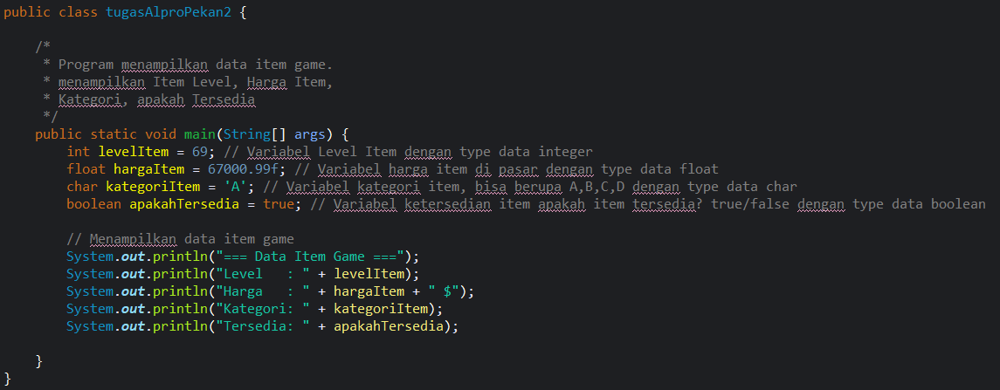 public class tugasAlproPekan2 {
/*
* Program menampilkan data item game.
* menampilkan Item Level, Harga Item,
* Kategori, apakah Tersedia
*/
public static void main(String[] args) {
int levelItem = 69; // Variabel Level Item dengan type data integer
float hargaItem = 67000.99f; // Variabel harga item di pasar dengan type data float
char kategoriItem = 'A'; // Variabel kategori item, bisa berupa A,B,C,D dengan type data char
boolean apakahTersedia = true; // Variabel ketersedian item apakah item tersedia? true/false dengan type data boolean
// Menampilkan data item game
System.out.println("=== Data Item Game ===");
System.out.println("Level   : " + levelItem);
System.out.println("Harga   : " + hargaItem + " $");
System.out.println("Kategori: " + kategoriItem);
System.out.println("Tersedia: " + apakahTersedia);
}
}